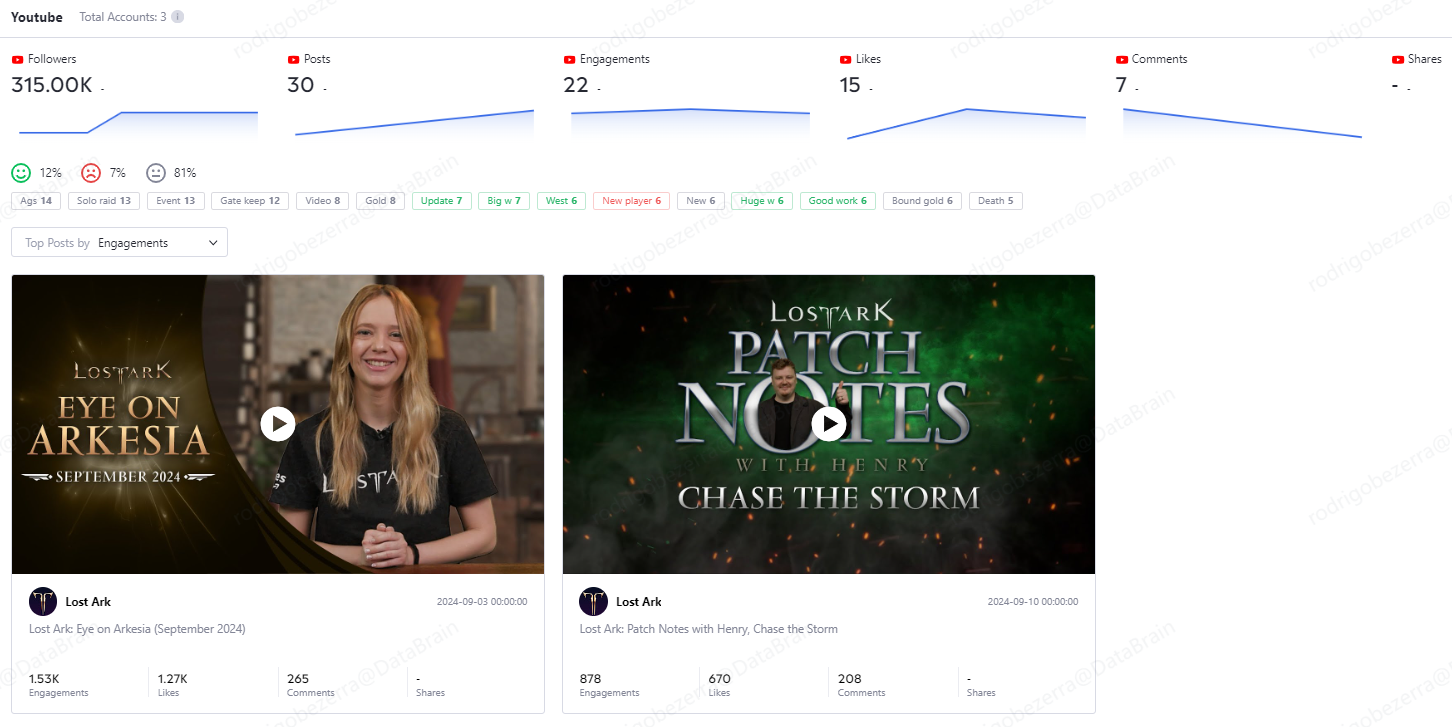 Youtube Total Accounts: 3
Followers Posts Engagements Likes Comments Shares
315.00K - 30 - 22 - 15 - 7 - - -
12% 7% 81%
Ags 14 Solo raid 13 Event 13 Gate keep 12 Video 8 Gold 8 Update 7 Big w 7 West 6 New player 6 New 6 Huge w 6 Good work 6 Bound gold 6 Death 5
Top Posts by Engagements
LOST ARK
EYE ON
ARKESIA
SEPTEMBER 2024
LOST ARK
LOST ARK
PATCH
NOTES
WITH HENRY
CHASE THE STORM
Lost Ark 2024-09-03 00:00:00
Lost Ark: Eye on Arkesia (September 2024)
1.53K 1.27K 265 -
Engagements Likes Comments Shares
Lost Ark 2024-09-10 00:00:00
Lost Ark: Patch Notes with Henry, Chase the Storm
878 670 208 -
Engagements Likes Comments Shares
rodrigobezerra@DataBrain